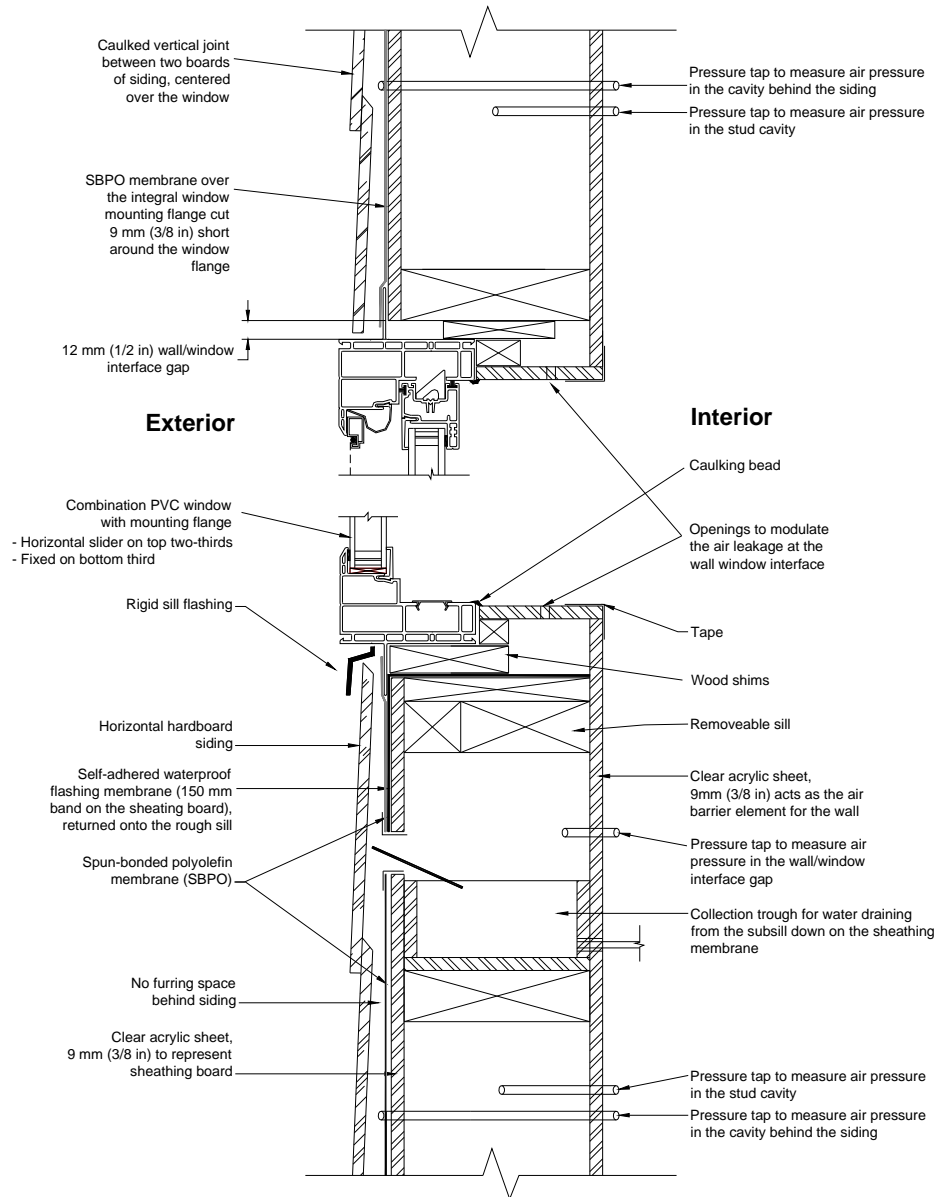 Caulked vertical joint
between two boards
of siding, centered
over the window
Pressure tap to measure air pressure
in the cavity behind the siding
Pressure tap to measure air pressure
in the stud cavity
SBPO membrane over
the integral window
mounting flange cut
9 mm (3/8 in) short
around the window
flange
12 mm (1/2 in) wall/window
interface gap
Exterior
Interior
Caulking bead
Combination PVC window
with mounting flange
- Horizontal slider on top two-thirds
- Fixed on bottom third
Openings to modulate
the air leakage at the
wall window interface
Rigid sill flashing
Tape
Wood shims
Horizontal hardboard
siding
Removeable sill
Self-adhered waterproof
flashing membrane (150 mm
band on the sheating board),
returned onto the rough sill
Clear acrylic sheet,
9mm (3/8 in) acts as the air
barrier element for the wall
Spun-bonded polyolefin
membrane (SBPO)
Pressure tap to measure air
pressure in the wall/window
interface gap
Collection trough for water draining
from the subsill down on the sheathing
membrane
No furring space
behind siding
Clear acrylic sheet,
9 mm (3/8 in) to represent
sheathing board
Pressure tap to measure air pressure
in the stud cavity
Pressure tap to measure air pressure
in the cavity behind the siding